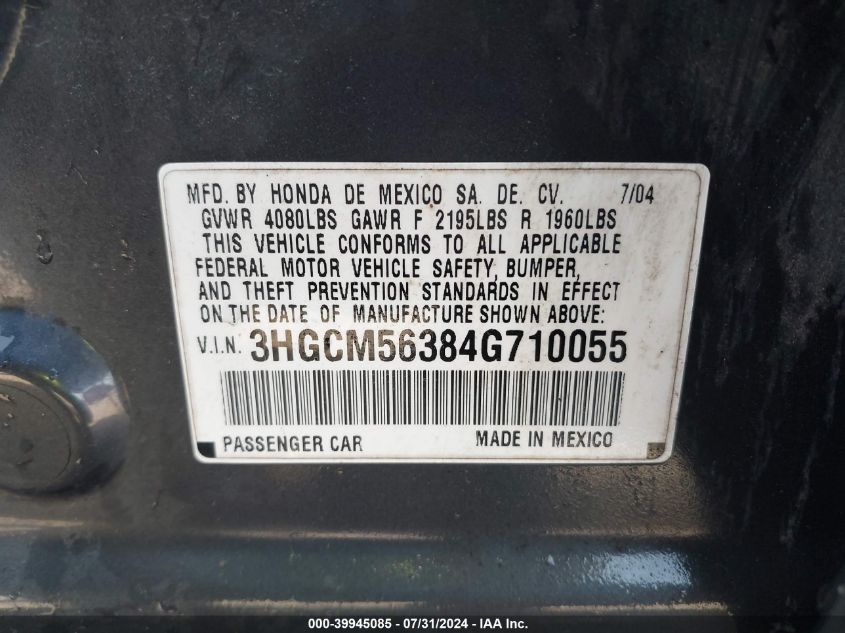 MFD. BY HONDA DE MEXICO SA. DE. CV. 7/04
GVWR 4080LBS GAWR F 2195LBS R 1960LBS
THIS VEHICLE CONFORMS TO ALL APPLICABLE
FEDERAL MOTOR VEHICLE SAFETY, BUMPER,
AND THEFT PREVENTION STANDARDS IN EFFECT
ON THE DATE OF MANUFACTURE SHOWN ABOVE:
V.I.N. 3HGCM56384G710055
PASSENGER CAR MADE IN MEXICO
000-39945085 - 07/31/2024 - IAA Inc.